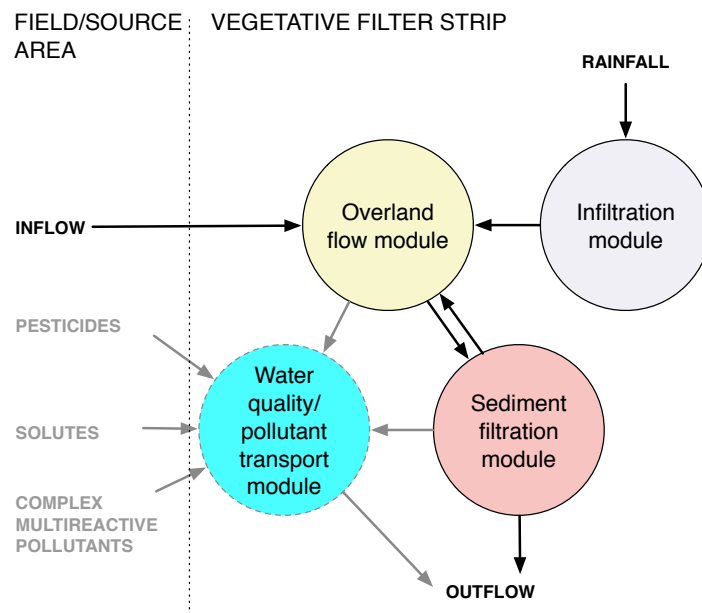 FIELD/SOURCE
AREA
VEGETATIVE FILTER STRIP
RAINFALL
Overland
flow module
Infiltration
module
INFLOW
PESTICIDES
SOLUTES
COMPLEX
MULTIREACTIVE
POLLUTANTS
Water
quality/
pollutant
transport
module
Sediment
filtration
module
OUTFLOW